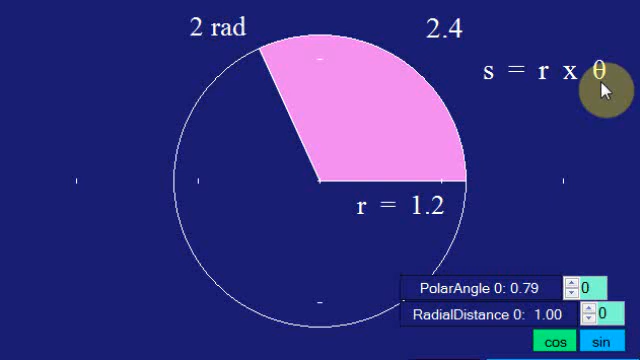 2 rad
2.4
s = r x θ
r = 1.2
PolarAngle 0: 0.79 0
RadialDistance 0: 1.00 0
cos sin